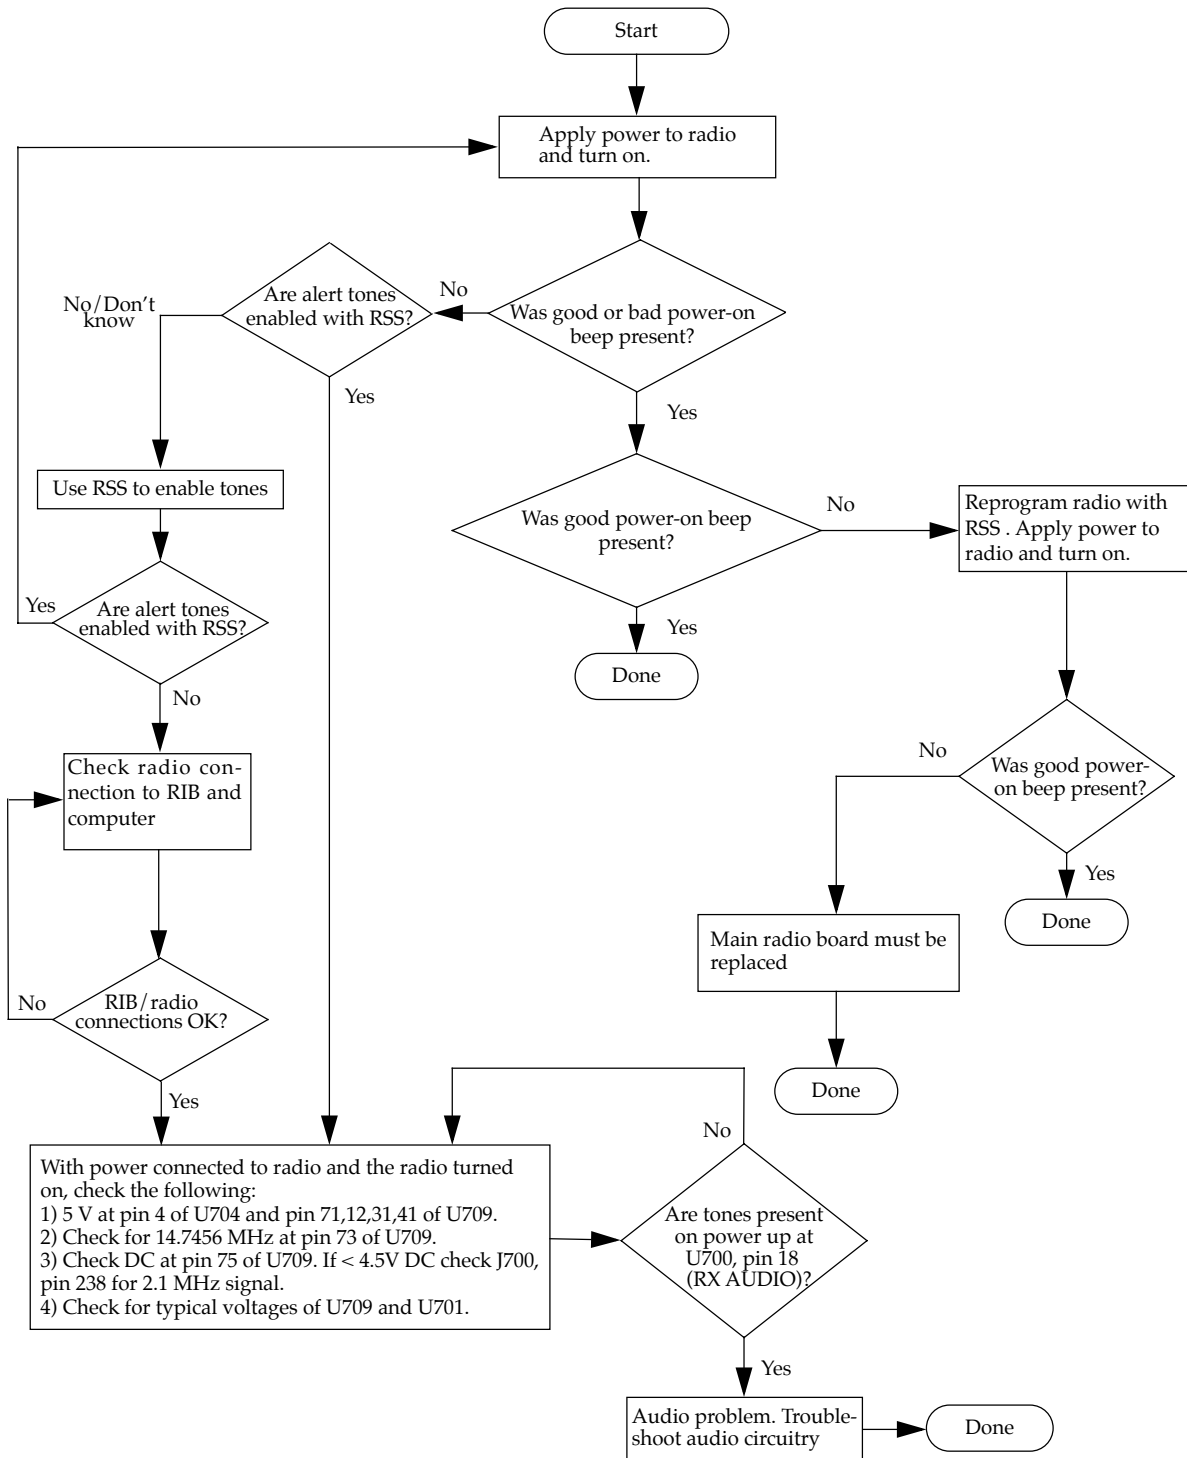 Start
Apply power to radio
and turn on.
Was good or bad power-on
beep present?
No
Are alert tones
enabled with RSS?
No/Don't
know
Yes
Yes
Use RSS to enable tones
Was good power-on beep
present?
No
Reprogram radio with
RSS . Apply power to
radio and turn on.
Yes
Are alert tones
enabled with RSS?
Yes
Done
No
Check radio con-
nection to RIB and
computer
No
Was good power-
on beep present?
Yes
Done
Main radio board must be
replaced
No
RIB/radio
connections OK?
Done
Yes
No
With power connected to radio and the radio turned
on, check the following:
1) 5 V at pin 4 of U704 and pin 71,12,31,41 of U709.
2) Check for 14.7456 MHz at pin 73 of U709.
3) Check DC at pin 75 of U709. If < 4.5V DC check J700,
pin 238 for 2.1 MHz signal.
4) Check for typical voltages of U709 and U701.
Are tones present
on power up at
U700, pin 18
(RX AUDIO)?
Yes
Audio problem. Trouble-
shoot audio circuitry
Done